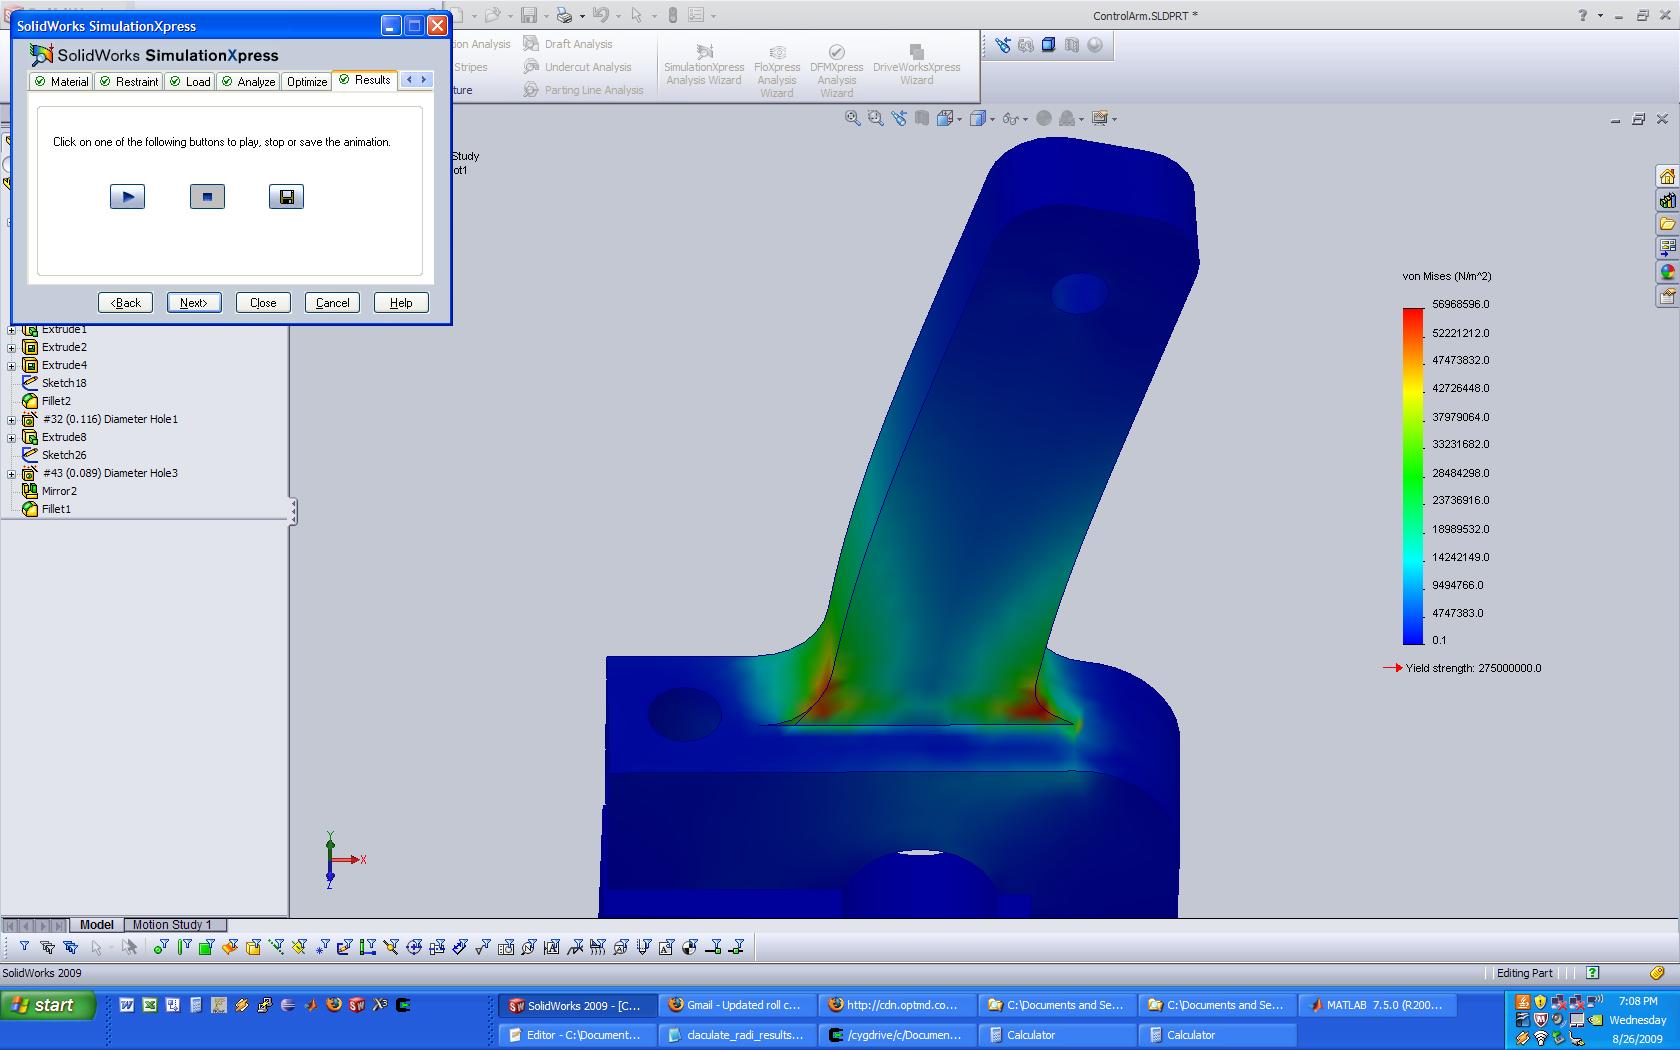 SolidWorks SimulationXpress
ControlArm.SLDPRT *
SolidWorks SimulationXpress
Material
Restraint
Load
Analyze
Optimize
Results
Click on one of the following buttons to play, stop or save the animation.
<Back
Next>
Close
Cancel
Help
on Analysis
Stripes
ture
Draft Analysis
Undercut Analysis
Parting Line Analysis
SimulationXpress
Analysis Wizard
FloXpress
Analysis
Wizard
DFMXpress
Analysis
Wizard
DriveWorksXpress
Wizard
Study
ot1
Extrude1
Extrude2
Extrude4
Sketch18
Fillet2
#32 (0.116) Diameter Hole1
Extrude8
Sketch26
#43 (0.089) Diameter Hole3
Mirror2
Fillet1
von Mises (N/m^2)
56968596.0
52221212.0
47473832.0
42726448.0
37979064.0
33231682.0
28484298.0
23736916.0
18989532.0
14242149.0
9494766.0
4747383.0
0.1
Yield strength: 275000000.0
Y
X
Z
Model
Motion Study 1
SolidWorks 2009
Editing Part
start
SolidWorks 2009 - [C...
Gmail - Updated roll c...
http://cdn.optmd.co...
C:\Documents and Se...
C:\Documents and Se...
MATLAB 7.5.0 (R200...
Editor - C:\Document...
claculate_radi_results...
/cygdrive/c/Documen...
Calculator
Calculator
7:08 PM
Wednesday
8/26/2009